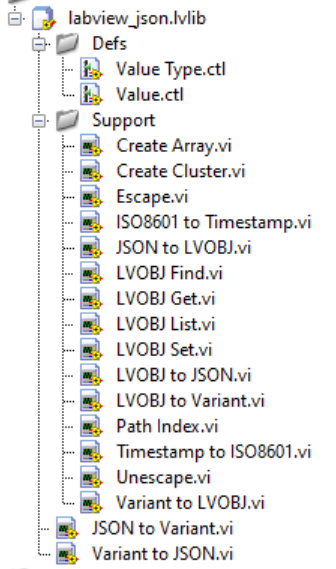 labview_json.lvlib
Defs
Value Type.ctl
Value.ctl
Support
Create Array.vi
Create Cluster.vi
Escape.vi
ISO8601 to Timestamp.vi
JSON to LVOBJ.vi
LVOBJ Find.vi
LVOBJ Get.vi
LVOBJ List.vi
LVOBJ Set.vi
LVOBJ to JSON.vi
LVOBJ to Variant.vi
Path Index.vi
Timestamp to ISO8601.vi
Unescape.vi
Variant to LVOBJ.vi
JSON to Variant.vi
Variant to JSON.vi